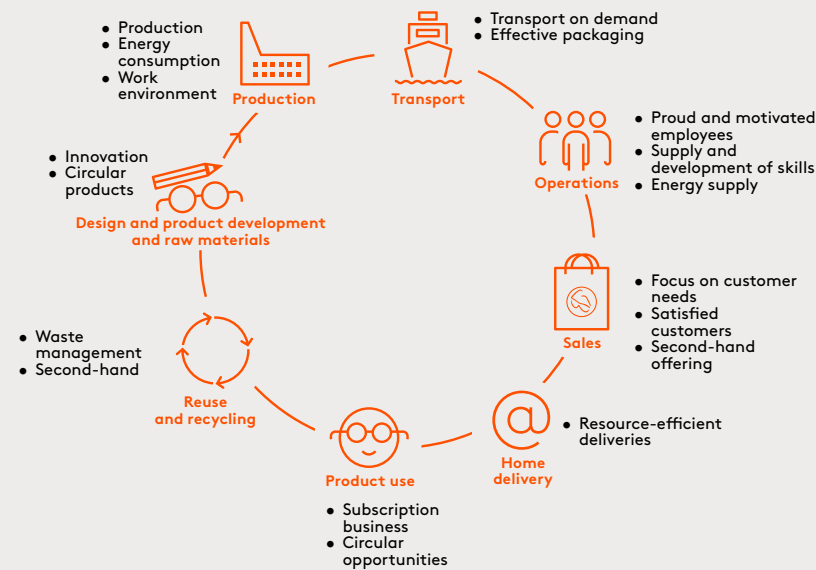 • Production
• Energy
consumption
• Work
environment
Production
• Transport on demand
• Effective packaging
Transport
• Proud and motivated
employees
• Supply and
development of skills
• Energy supply
Operations
• Focus on customer
needs
• Satisfied
customers
• Second-hand
offering
Sales
• Resource-efficient
deliveries
@
Home
delivery
Product use
• Subscription
business
• Circular
opportunities
Reuse
and recycling
• Waste
management
• Second-hand
• Innovation
• Circular
products
Design and product development
and raw materials